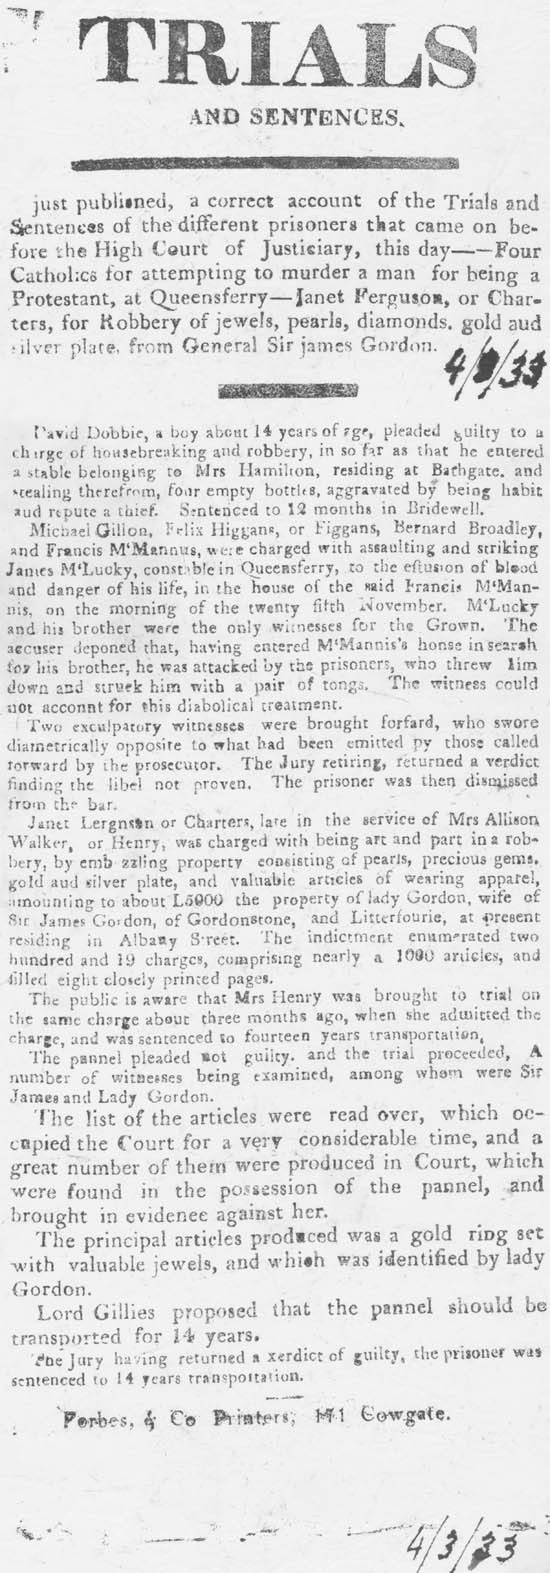 TRIALS
AND SENTENCES.
just published, a correct account of the Trials and
Sentences of the different prisoners that came on be-
fore the High Court of Justiciary, this day——Four
Catholics for attempting to murder a man for being a
Protestant, at Queensferry—Janet Ferguson, or Char-
ters, for Robbery of jewels, pearls, diamonds. gold aud
silver plate, from General Sir james Gordon.
4/3/33
David Dobbie, a boy about 14 years of age, pleaded guilty to a
charge of housebreaking and robbery, in so far as that he entered
a stable belonging to Mrs Hamilton, residing at Bathgate. and
stealing therefrom, four empty bottles, aggravated by being habit
aud repute a thief. Sentenced to 12 months in Bridewell.
Michael Gillon, Felix Higgans, or Figgans, Bernard Broadley,
and Francis M'Mannus, were charged with assaulting and striking
James M'Lucky, constable in Queensferry, to the effusion of blood
and danger of his life, in the house of the said Francis M'Man-
nis, on the morning of the twenty fifth November. M'Lucky
and his brother were the only witnesses for the Grown. The
accuser deponed that, having entered M'Mannis's honse in searsh
for his brother, he was attacked by the prisoners, who threw him
down and struek him with a pair of tongs. The witness could
not acconnt for this diabolical treatment.
Two exculpatory witnesses were brought forfard, who swore
diametrically opposite to what had been emitted py those called
forward by the prosecutor. The Jury retiring, returned a verdict
finding the libel not proven. The prisoner was then dismissed
from the bar.
Janet Lergnson or Charters, late in the service of Mrs Allison
Walker, or Henry, was charged with being art and part in a rob-
bery, by emb zzling property consisting of pearls, precious gems.
gold aud silver plate, and valuable articles of wearing apparel,
amounting to about L5000 the property of lady Gordon, wife of
Sir James Gordon, of Gordonstone, and Litterfourie, at present
residing in Albany Street. The indictment enumerated two
hundred and 19 charges, comprising nearly a 1000 articles, and
filled eight closely printed pages.
The public is aware that Mrs Henry was brought to trial on
the same charge about three months ago, when she admitted the
charge, and was sentenced to fourteen years transportation,
The pannel pleaded not guilty. and the trial proceeded, A
number of witnesses being examined, among whom were Sir
James and Lady Gordon.
The list of the articles were read over, which oc-
cupied the Court for a very considerable time, and a
great number of them were produced in Court, which
were found in the possession of the pannel, and
brought in evidenee against her.
The principal articles produced was a gold ring set
with valuable jewels, and which was identified by lady
Gordon.
Lord Gillies proposed that the pannel should be
transported for 14 years.
The Jury having returned a xerdict of guilty, the prisoner was
sentenced to 14 years transportation.
Forbes, & Co Printers, 171 Cowgate.
4/3/33